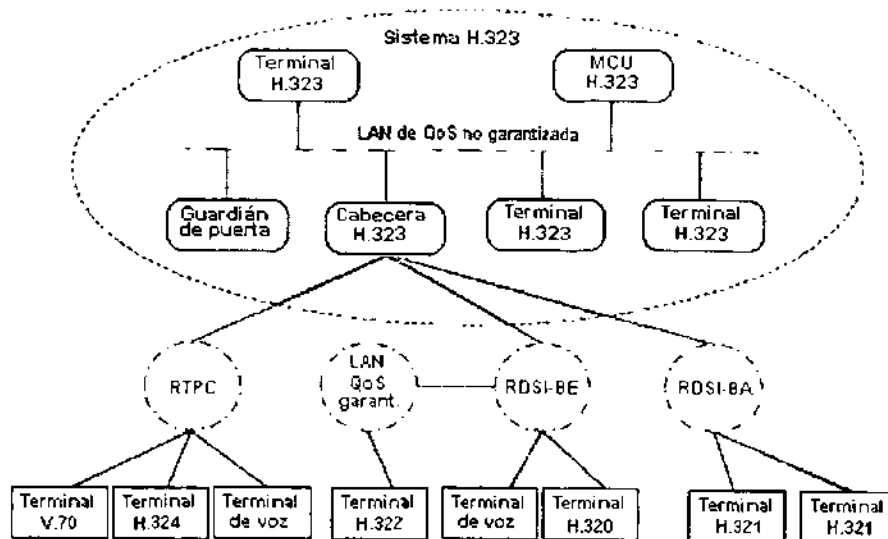 Sistema H.323
Terminal
H.323
MCU
H.323
LAN de QoS no garantizada
Guardián
de puerta
Cabecera
H.323
Terminal
H.323
Terminal
H.323
RTPC
LAN
QoS
garant.
RDSI-BE
RDSI-BA
Terminal
V.70
Terminal
H.324
Terminal
de voz
Terminal
H.322
Terminal
de voz
Terminal
H.320
Terminal
H.321
Terminal
H.321